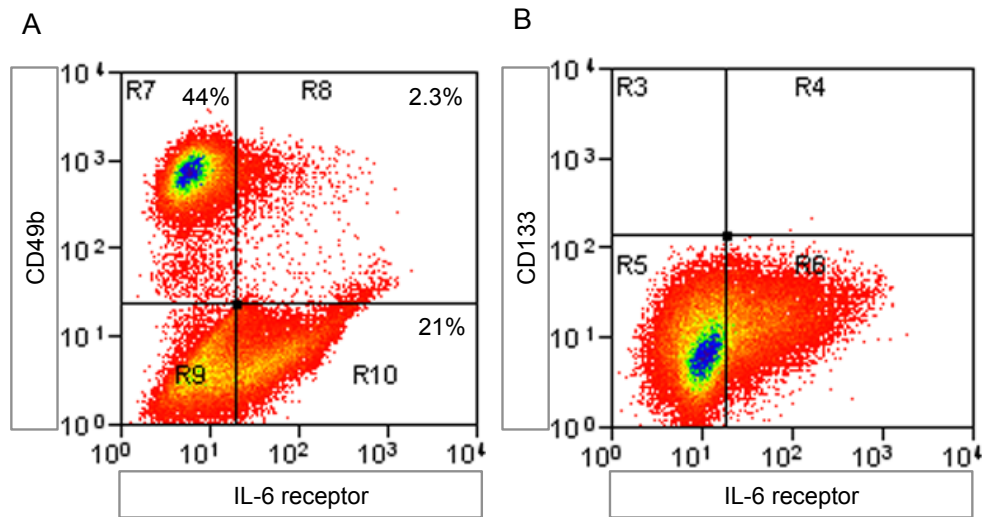 A
B
CD49b
10⁴
10³
10²
10¹
10⁰
R7
44%
R8
2.3%
21%
R9
R10
10⁰ 10¹ 10² 10³ 10⁴
IL-6 receptor
CD133
10⁴
10³
10²
10¹
10⁰
R3
R4
R5
R6
10⁰ 10¹ 10² 10³ 10⁴
IL-6 receptor